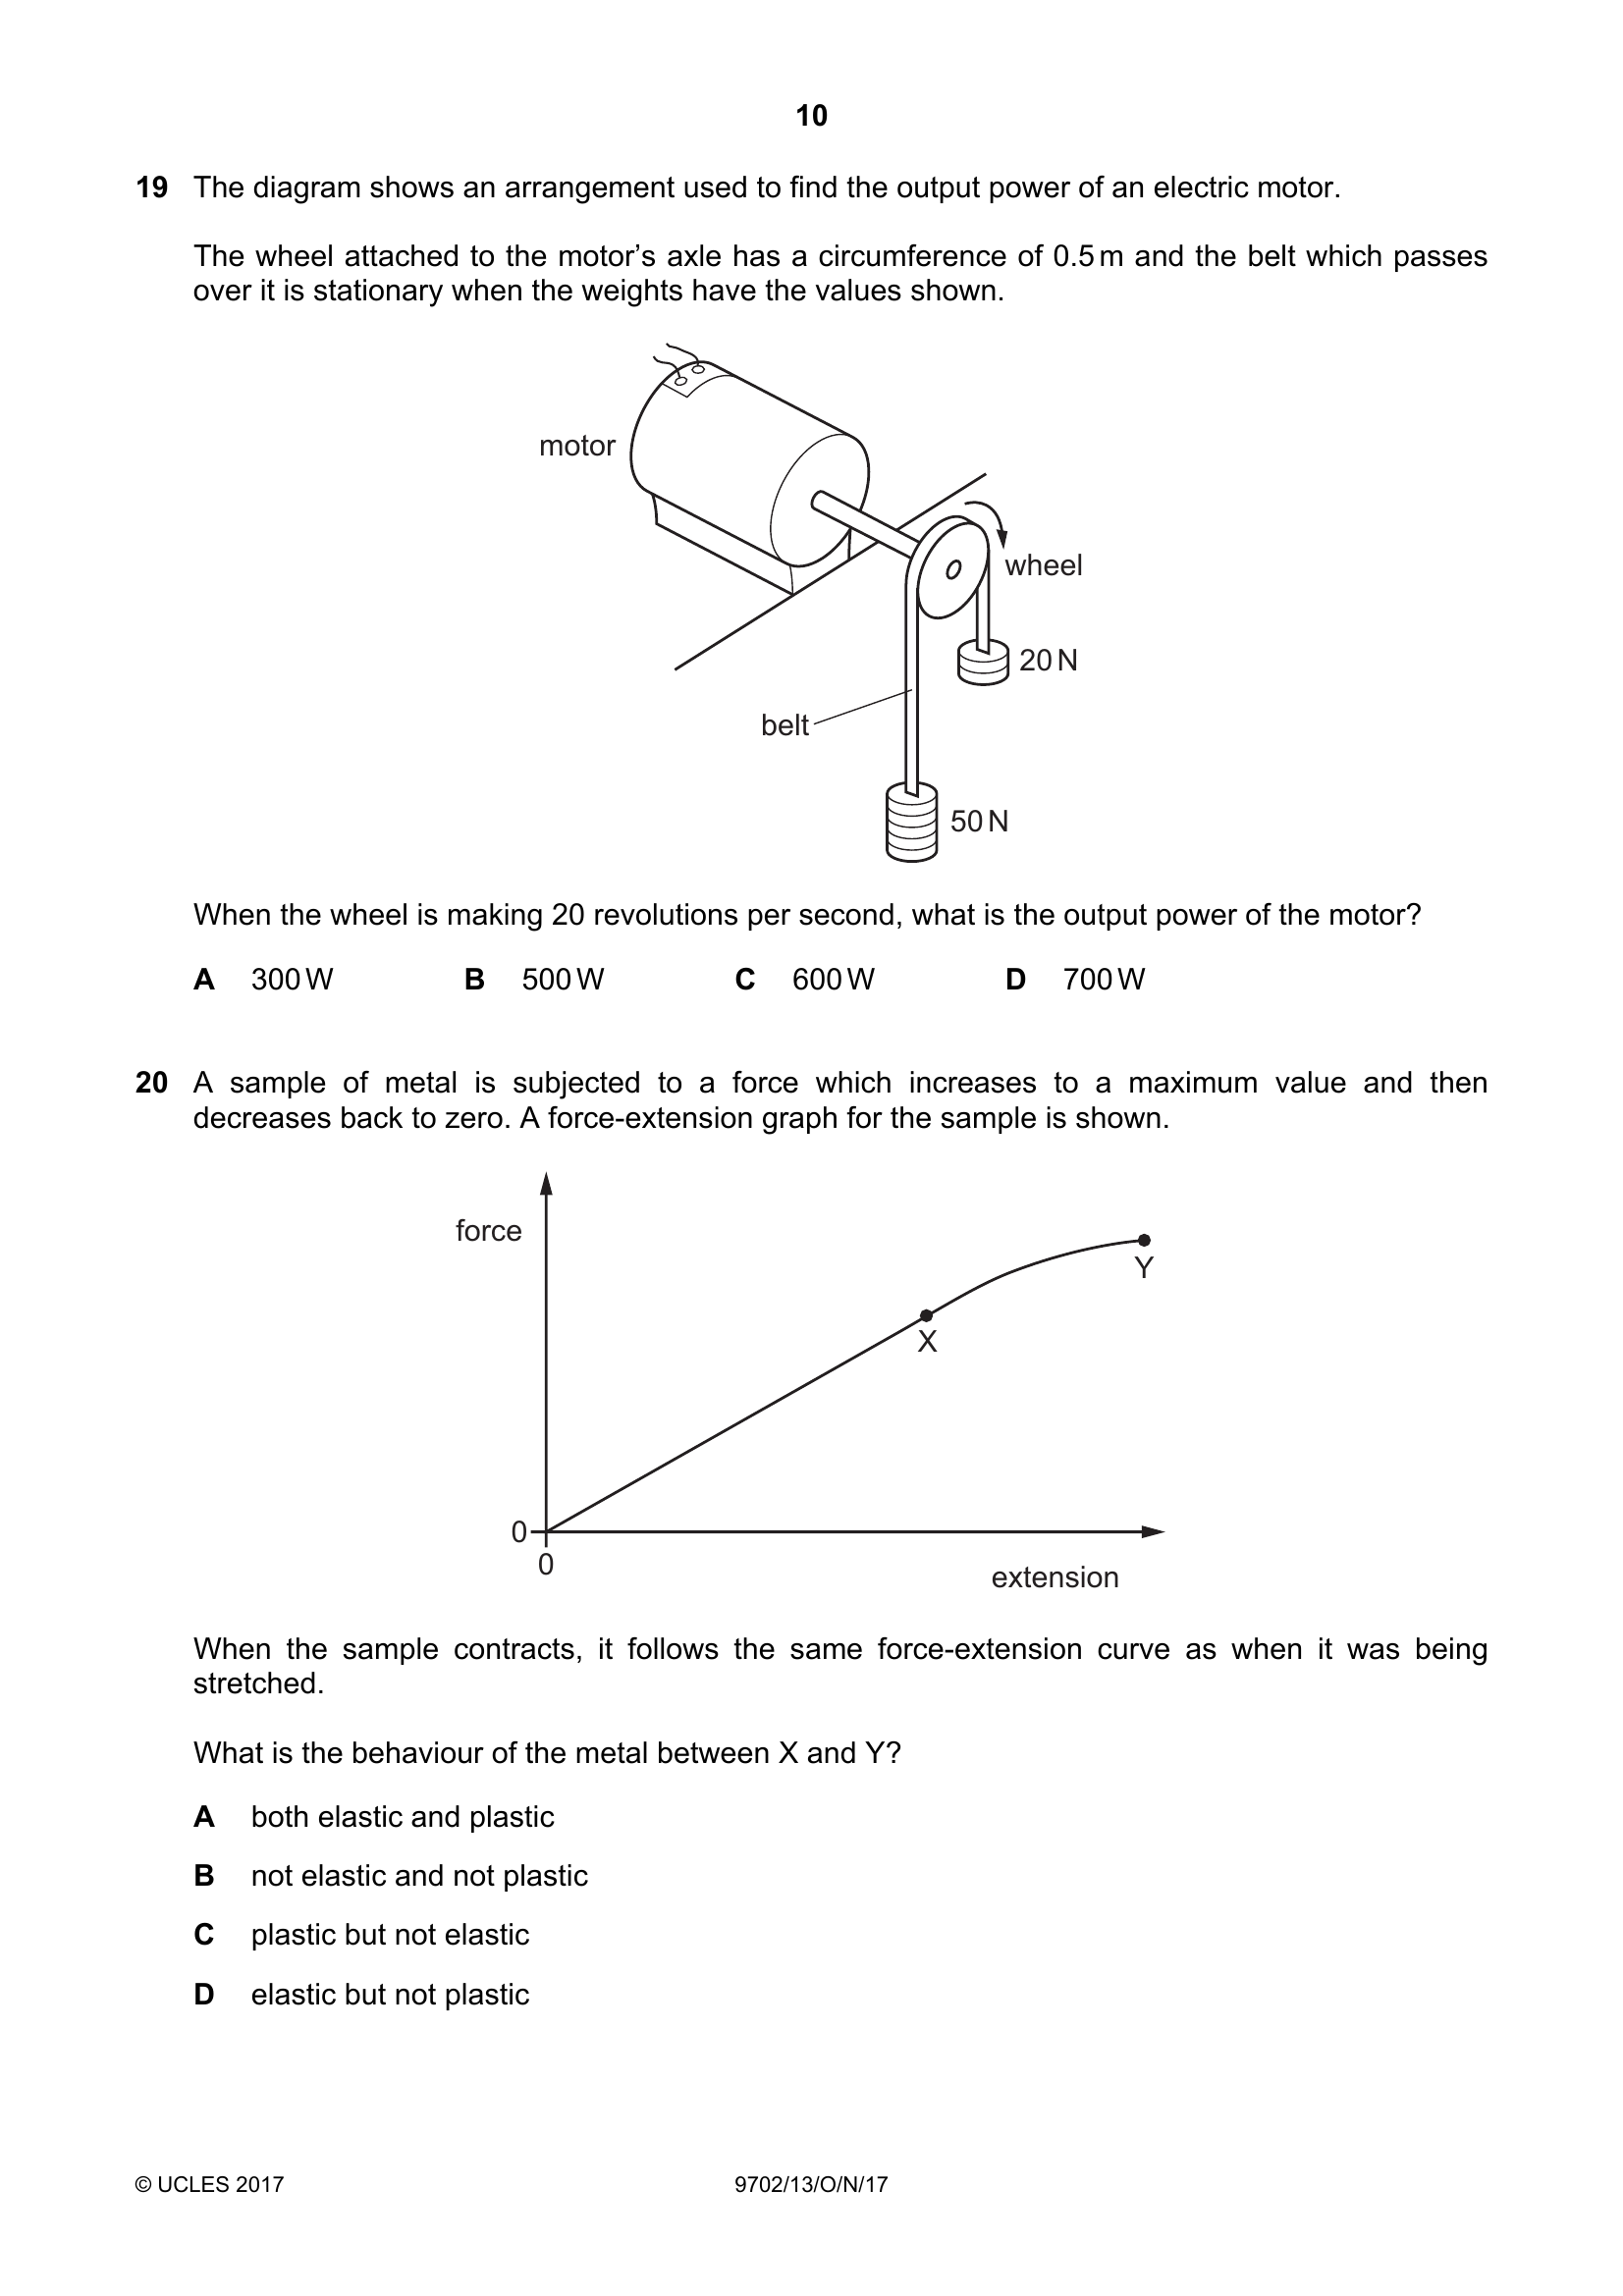 10
19 The diagram shows an arrangement used to find the output power of an electric motor.
The wheel attached to the motor’s axle has a circumference of 0.5 m and the belt which passes
over it is stationary when the weights have the values shown.
motor
wheel
20 N
belt
50 N
When the wheel is making 20 revolutions per second, what is the output power of the motor?
A 300 W B 500 W C 600 W D 700 W
20 A sample of metal is subjected to a force which increases to a maximum value and then
decreases back to zero. A force-extension graph for the sample is shown.
force
Y
X
0
0
extension
When the sample contracts, it follows the same force-extension curve as when it was being
stretched.
What is the behaviour of the metal between X and Y?
A both elastic and plastic
B not elastic and not plastic
C plastic but not elastic
D elastic but not plastic
© UCLES 2017 9702/13/O/N/17